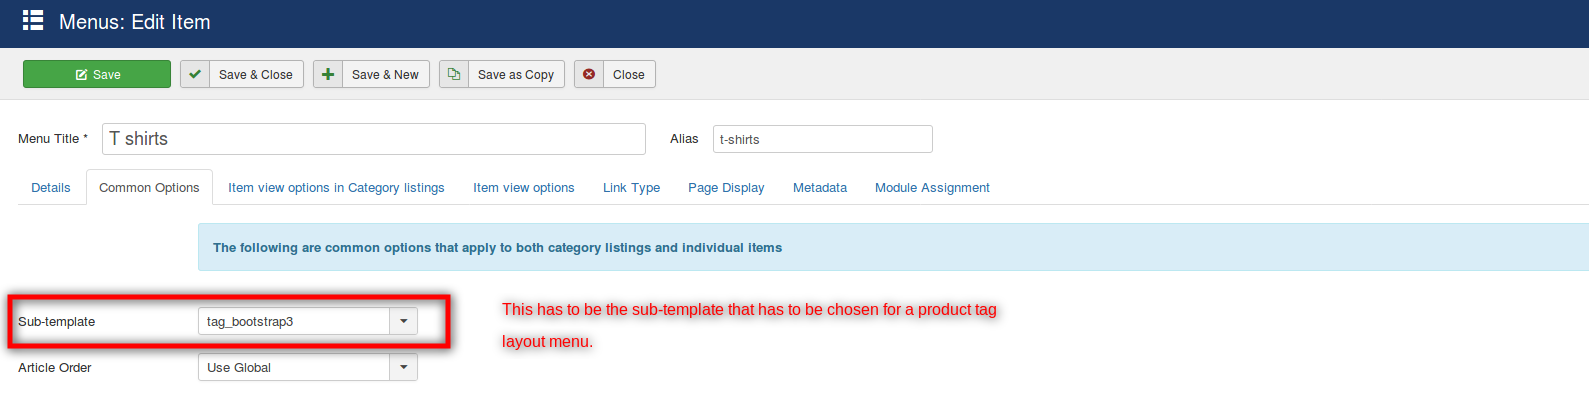 Menus: Edit Item
Save
Save & Close
Save & New
Save as Copy
Close
Menu Title *
T shirts
Alias
t-shirts
Details
Common Options
Item view options in Category listings
Item view options
Link Type
Page Display
Metadata
Module Assignment
The following are common options that apply to both category listings and individual items
Sub-template
tag_bootstrap3
This has to be the sub-template that has to be chosen for a product tag
layout menu.
Article Order
Use Global